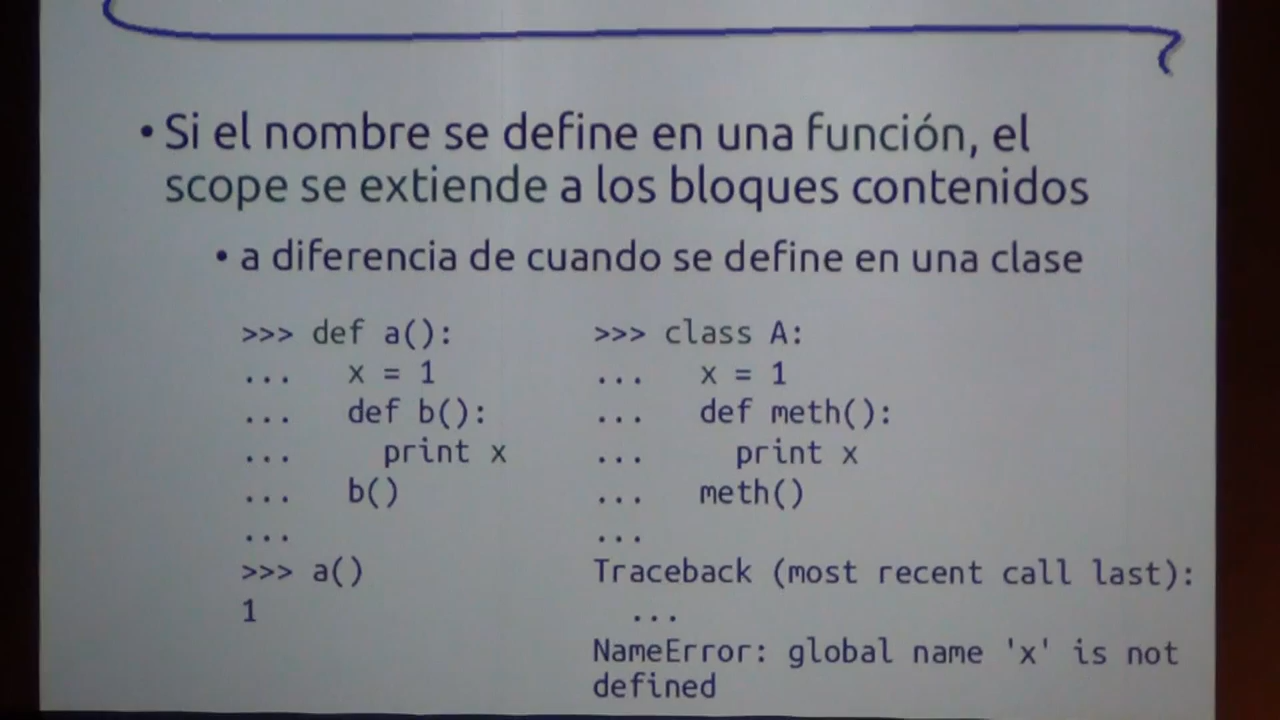 • Si el nombre se define en una función, el
scope se extiende a los bloques contenidos
• a diferencia de cuando se define en una clase
>>> def a():
...   x = 1
...   def b():
...     print x
...   b()
...
>>> a()
1
>>> class A:
...   x = 1
...   def meth():
...     print x
...   meth()
...
Traceback (most recent call last):
  ...
NameError: global name 'x' is not
defined